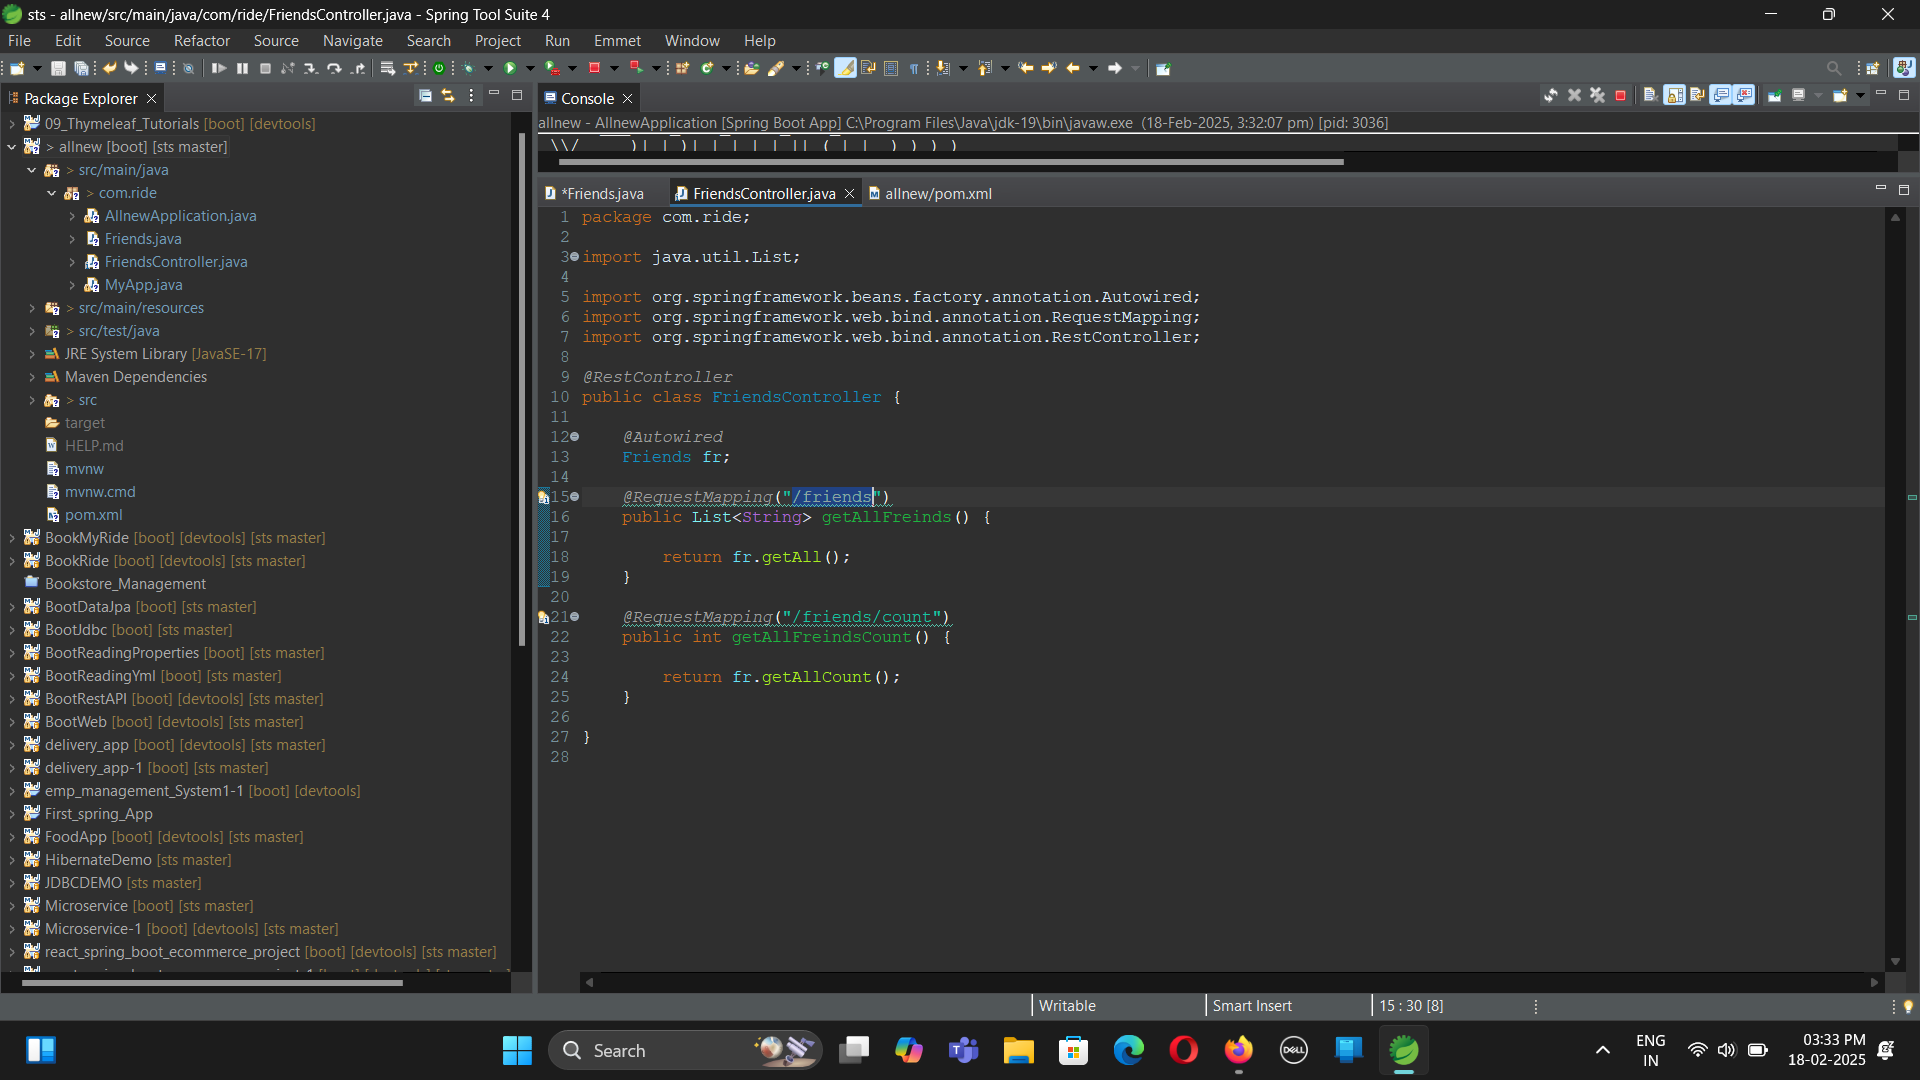 sts - allnew/src/main/java/com/ride/FriendsController.java - Spring Tool Suite 4
File Edit Source Refactor Source Navigate Search Project Run Emmet Window Help
Package Explorer
09_Thymeleaf_Tutorials [boot] [devtools]
> allnew [boot] [sts master]
> src/main/java
> com.ride
AllnewApplication.java
Friends.java
FriendsController.java
MyApp.java
> src/main/resources
> src/test/java
JRE System Library [JavaSE-17]
Maven Dependencies
> src
target
HELP.md
mvnw
mvnw.cmd
pom.xml
BookMyRide [boot] [devtools] [sts master]
BookRide [boot] [devtools] [sts master]
Bookstore_Management
BootDataJpa [boot] [sts master]
BootJdbc [boot] [sts master]
BootReadingProperties [boot] [sts master]
BootReadingYml [boot] [sts master]
BootRestAPI [boot] [devtools] [sts master]
BootWeb [boot] [devtools] [sts master]
delivery_app [boot] [devtools] [sts master]
delivery_app-1 [boot] [sts master]
emp_management_System1-1 [boot] [devtools]
First_spring_App
FoodApp [boot] [devtools] [sts master]
HibernateDemo [sts master]
JDBCDEMO [sts master]
Microservice [boot] [sts master]
Microservice-1 [boot] [devtools] [sts master]
react_spring_boot_ecommerce_project [boot] [devtools] [sts master]
Console
allnew - AllnewApplication [Spring Boot App] C:\Program Files\Java\jdk-19\bin\javaw.exe (18-Feb-2025, 3:32:07 pm) [pid: 3036]
*Friends.java FriendsController.java allnew/pom.xml
1 package com.ride;
2
3 import java.util.List;
4
5 import org.springframework.beans.factory.annotation.Autowired;
6 import org.springframework.web.bind.annotation.RequestMapping;
7 import org.springframework.web.bind.annotation.RestController;
8
9 @RestController
10 public class FriendsController {
11
12 @Autowired
13 Friends fr;
14
15 @RequestMapping("/friends")
16 public List<String> getAllFreinds() {
17
18 return fr.getAll();
19 }
20
21 @RequestMapping("/friends/count")
22 public int getAllFreindsCount() {
23
24 return fr.getAllCount();
25 }
26
27 }
28
Writable Smart Insert 15 : 30 [8]
Search
DELL
ENG
IN
03:33 PM
18-02-2025